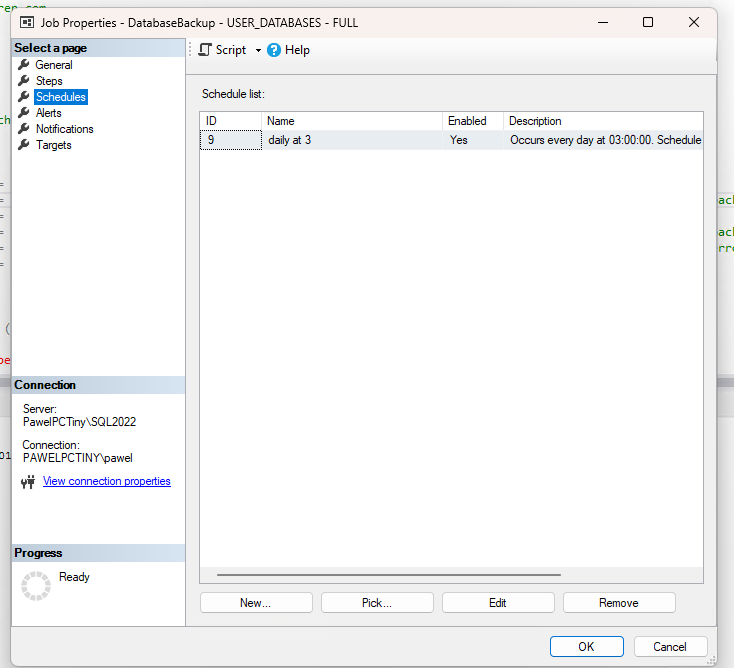 Job Properties - DatabaseBackup - USER_DATABASES - FULL
Select a page
General
Steps
Schedules
Alerts
Notifications
Targets
Script
Help
Schedule list:
ID Name Enabled Description
9 daily at 3 Yes Occurs every day at 03:00:00. Schedule
Connection
Server:
PawelPCTiny\SQL2022
Connection:
PAWELPCTINY\pawel
View connection properties
Progress
Ready
New... Pick... Edit Remove
OK Cancel